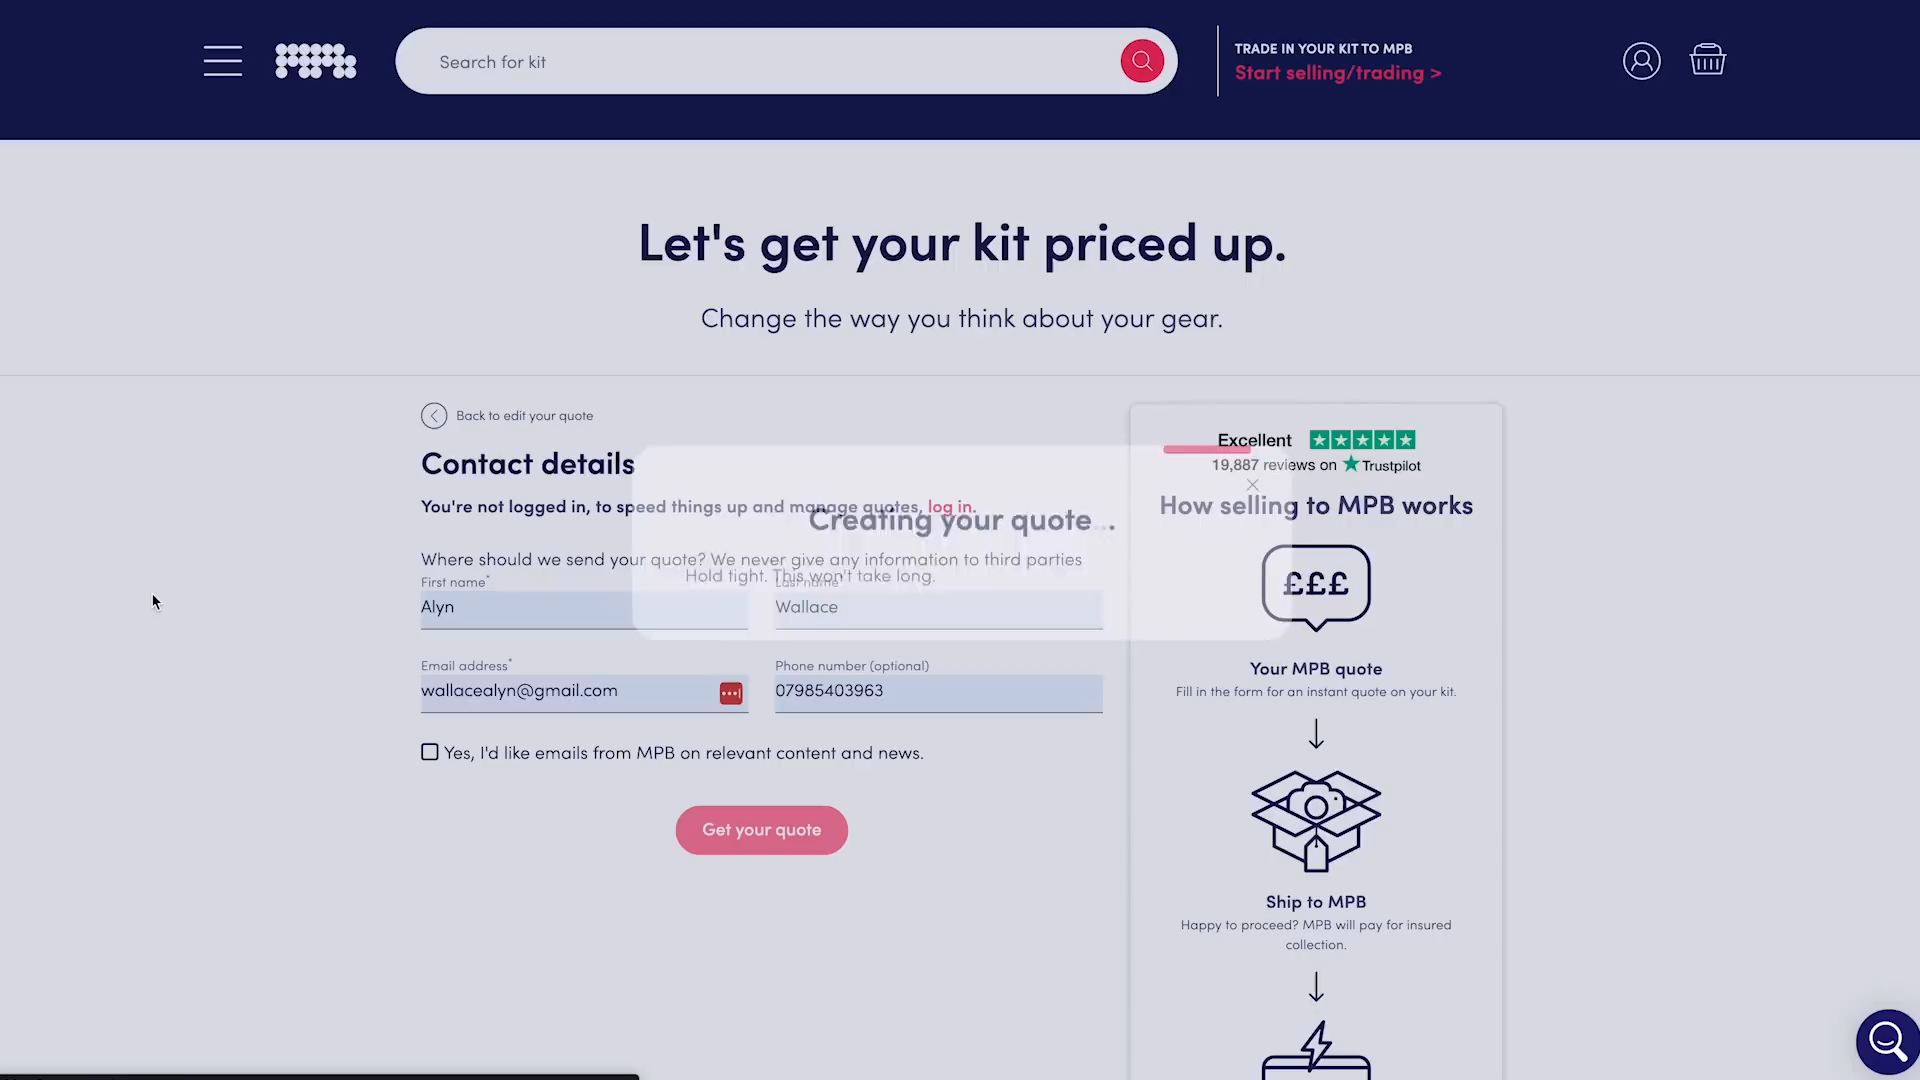 Search for kit
TRADE IN YOUR KIT TO MPB
Start selling/trading >
Let's get your kit priced up.
Change the way you think about your gear.
Back to edit your quote
Contact details
You're not logged in, to speed things up and manage quotes, log in.
Where should we send your quote? We never give any information to third parties
First name*
Last name*
Alyn
Wallace
Email address*
Phone number (optional)
wallacealyn@gmail.com
07985403963
Yes, I'd like emails from MPB on relevant content and news.
Get your quote
Creating your quote...
Hold tight. This won't take long.
Excellent
19,887 reviews on Trustpilot
How selling to MPB works
£££
Your MPB quote
Fill in the form for an instant quote on your kit.
Ship to MPB
Happy to proceed? MPB will pay for insured
collection.